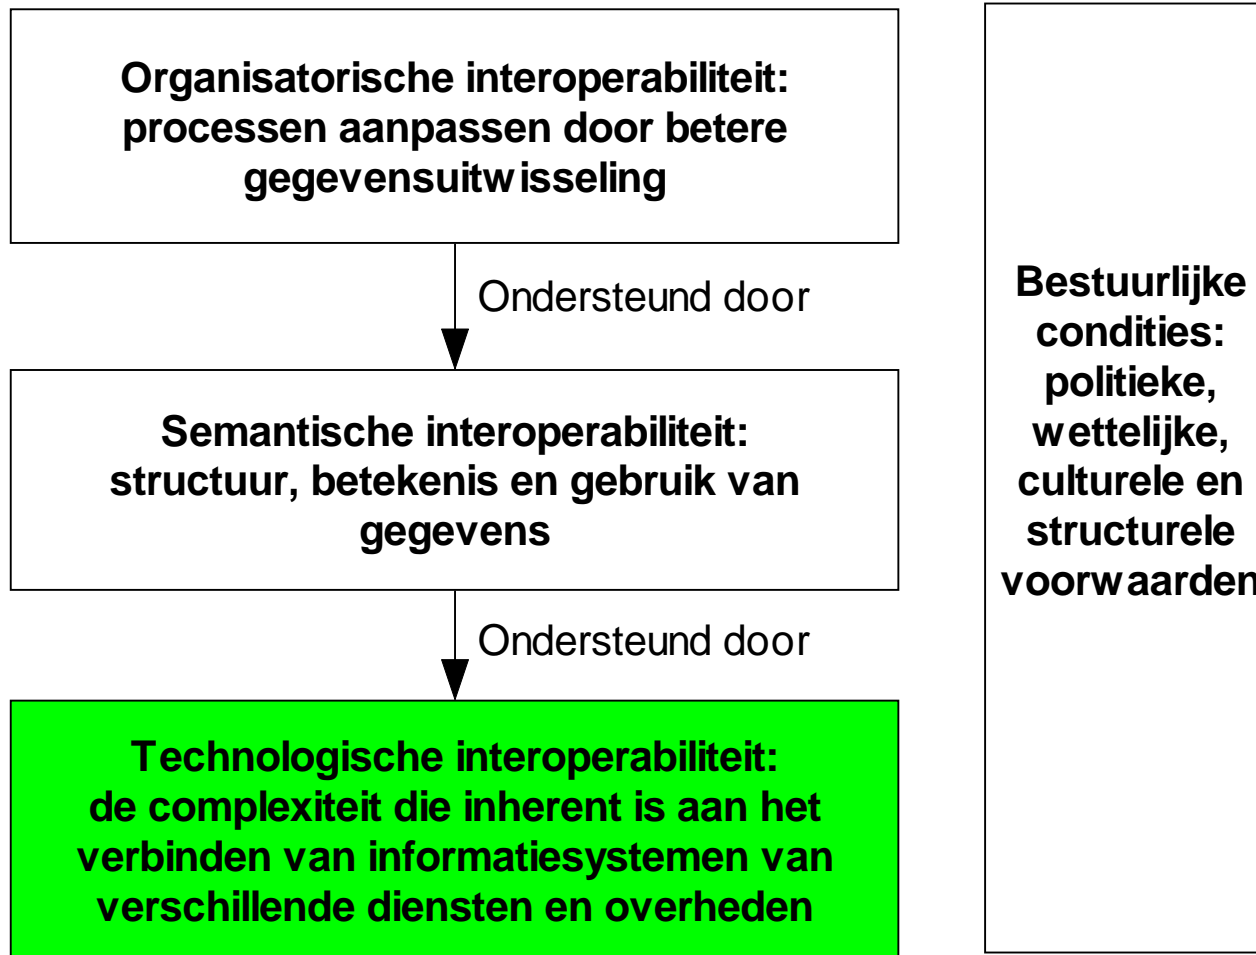 Organisatorische interoperabiliteit:
processen aanpassen door betere
gegevensuitwisseling
Ondersteund door
Semantische interoperabiliteit:
structuur, betekenis en gebruik van
gegevens
Ondersteund door
Technologische interoperabiliteit:
de complexiteit die inherent is aan het
verbinden van informatiesystemen van
verschillende diensten en overheden
Bestuurlijke
condities:
politieke,
wettelijke,
culturele en
structurele
voorwaarden